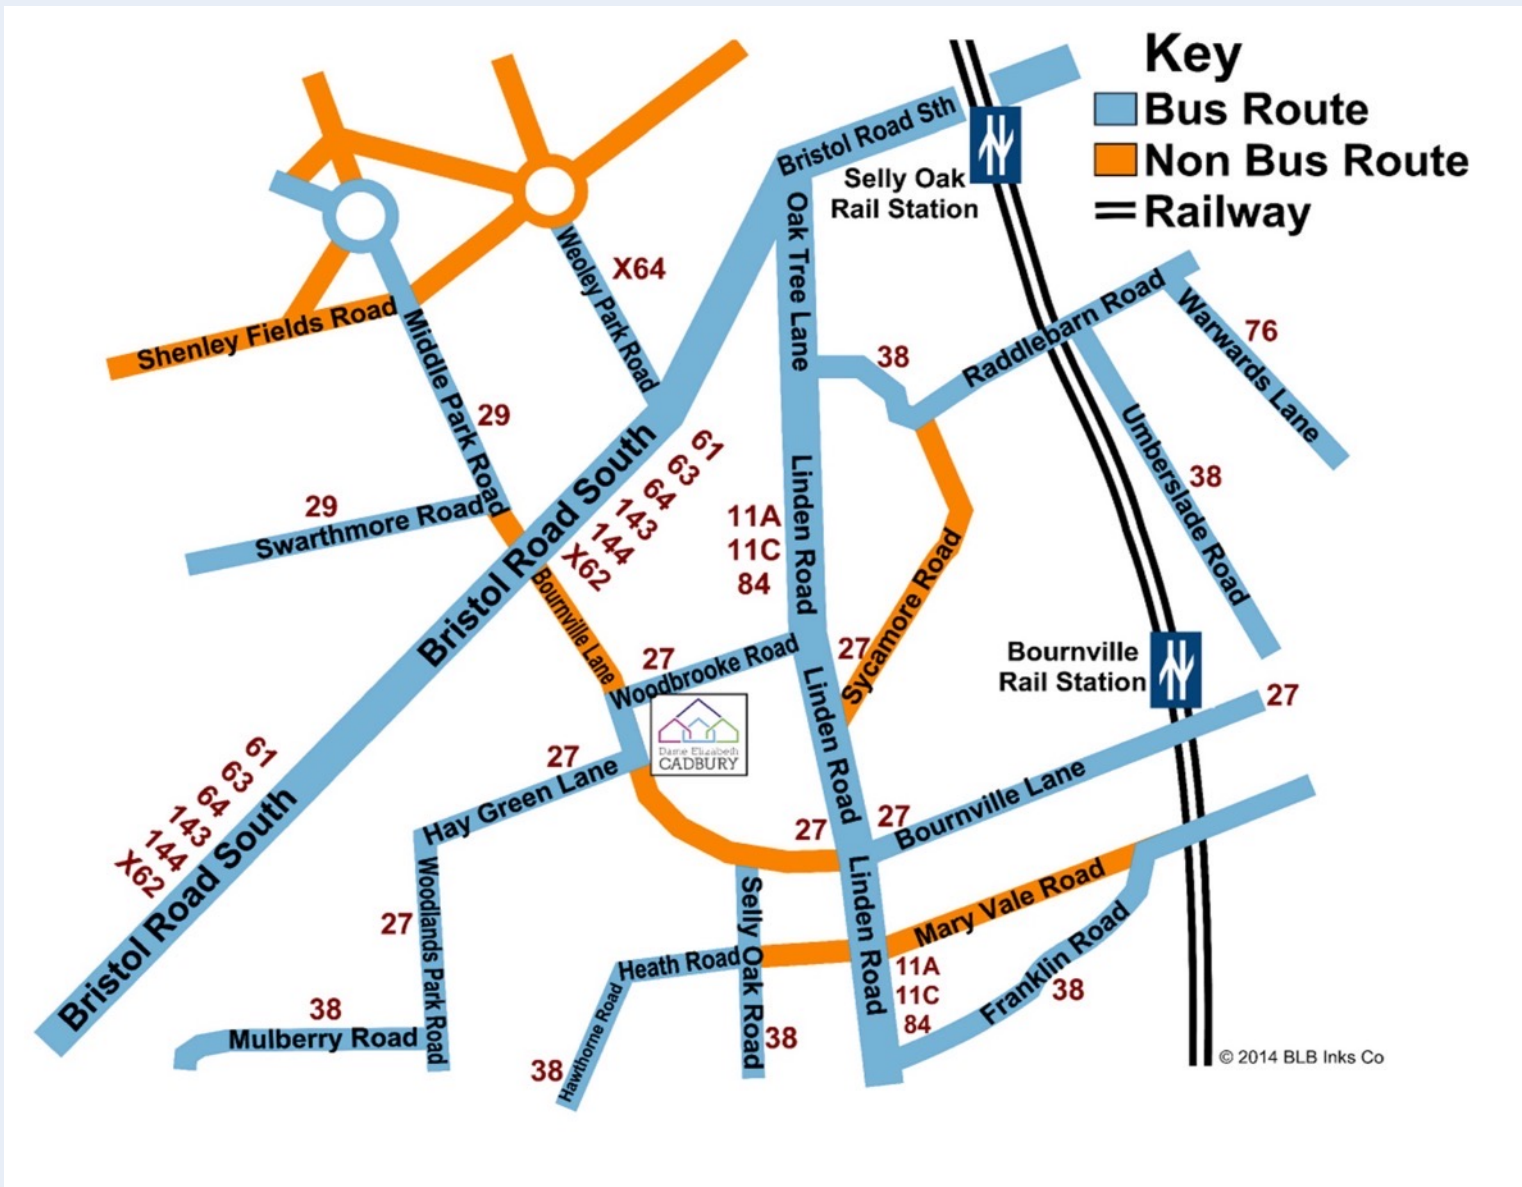 Key
Bus Route
Non Bus Route
Railway
Bristol Road Sth
Selly Oak
Rail Station
Oak Tree Lane
Weoley Park Road
X64
Shenley Fields Road
Middle Park Road
29
38
Raddlebarn Road
Warwards Lane
76
Umberslade Road
38
29
Swarthmore Road
Bristol Road South
61
63
64
143
144
X62
11A
11C
84
Linden Road
Sycamore Road
27
Bournville Lane
27
Woodbrooke Road
Bournville
Rail Station
27
Dame Elizabeth
CADBURY
Linden Road
61
63
64
143
144
X62
Bristol Road South
27
Hay Green Lane
27
27
Bournville Lane
Woodlands Park Road
27
Selly Oak Road
38
Linden Road
Mary Vale Road
Heath Road
Hawthorne Road
38
11A
11C
84
Franklin Road
38
38
Mulberry Road
© 2014 BLB Inks Co